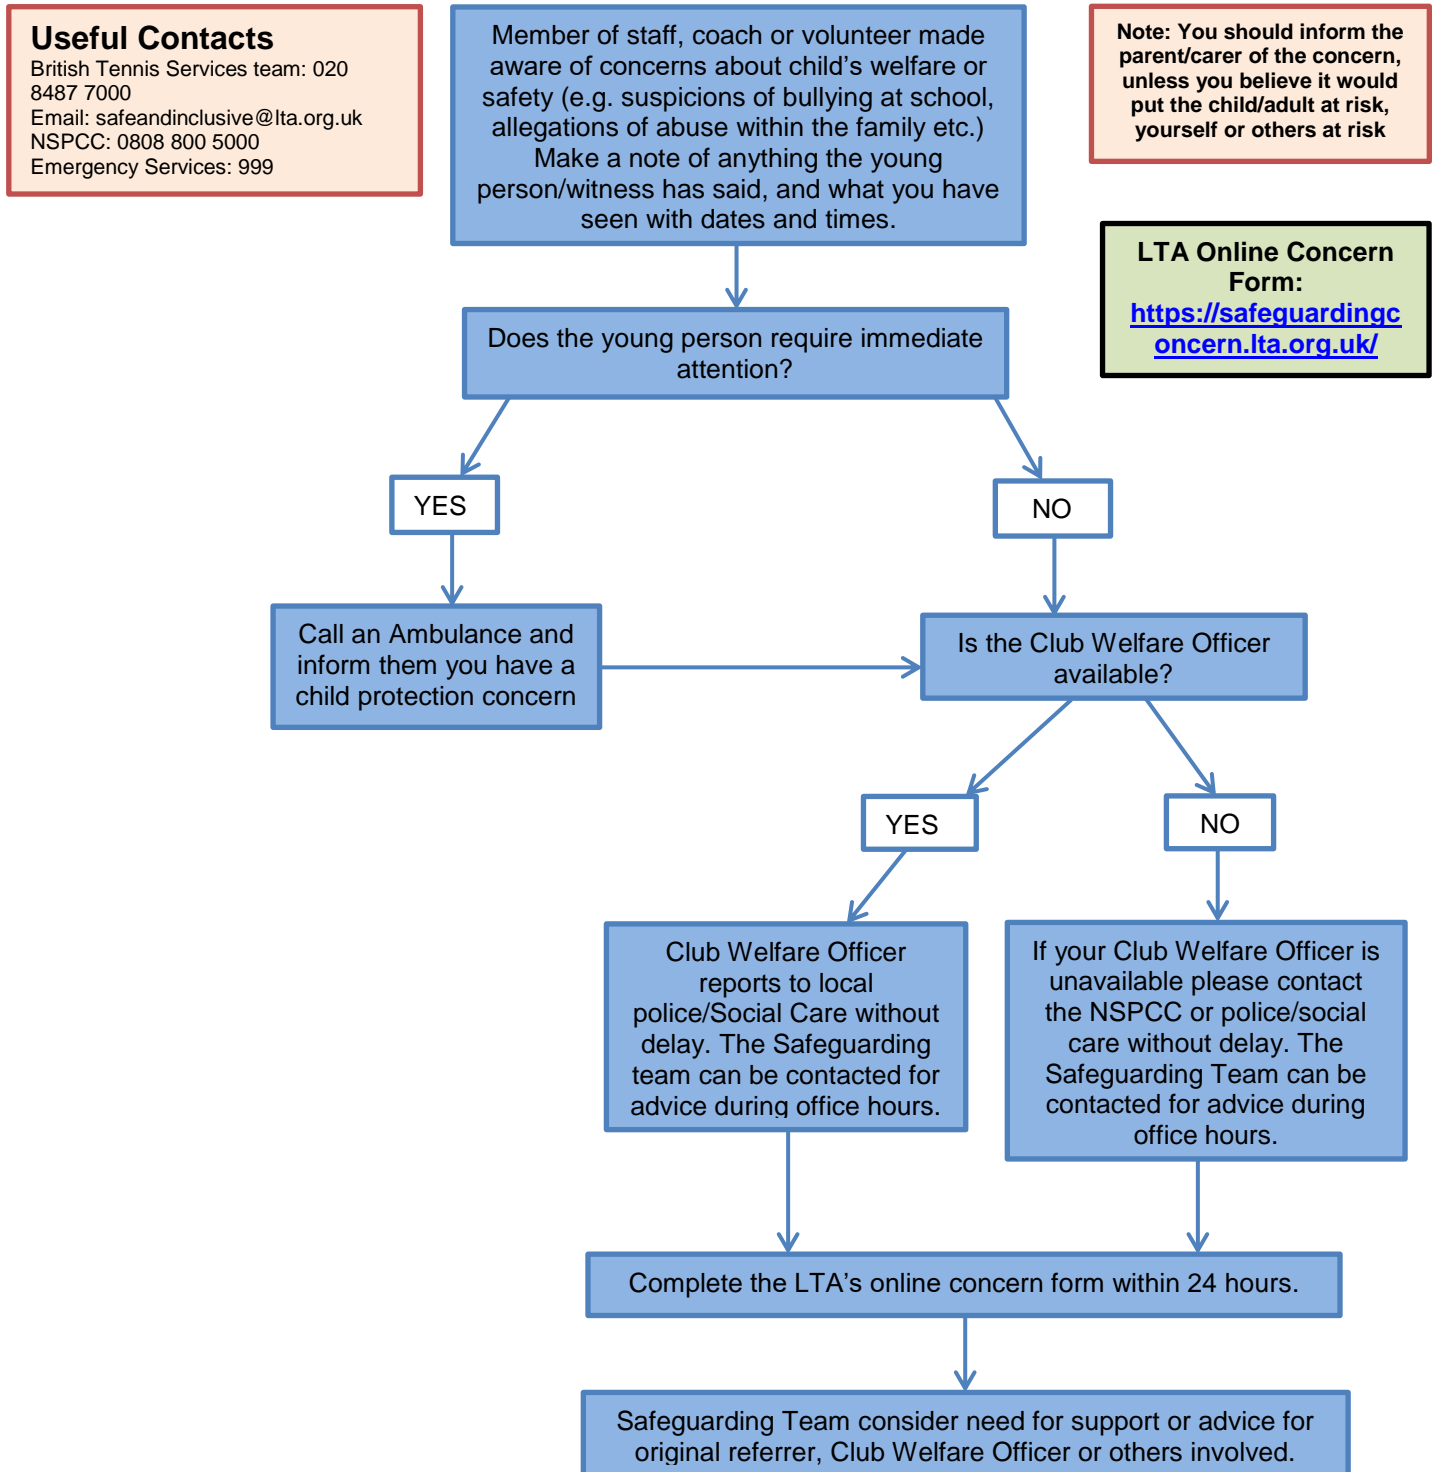 Useful Contacts
British Tennis Services team: 020
8487 7000
Email: safeandinclusive@lta.org.uk
NSPCC: 0808 800 5000
Emergency Services: 999
Member of staff, coach or volunteer made
aware of concerns about child’s welfare or
safety (e.g. suspicions of bullying at school,
allegations of abuse within the family etc.)
Make a note of anything the young
person/witness has said, and what you have
seen with dates and times.
Note: You should inform the
parent/carer of the concern,
unless you believe it would
put the child/adult at risk,
yourself or others at risk
LTA Online Concern
Form:
https://safeguardingc
oncern.lta.org.uk/
Does the young person require immediate
attention?
YES
NO
Call an Ambulance and
inform them you have a
child protection concern
Is the Club Welfare Officer
available?
YES
NO
Club Welfare Officer
reports to local
police/Social Care without
delay. The Safeguarding
team can be contacted for
advice during office hours.
If your Club Welfare Officer is
unavailable please contact
the NSPCC or police/social
care without delay. The
Safeguarding Team can be
contacted for advice during
office hours.
Complete the LTA’s online concern form within 24 hours.
Safeguarding Team consider need for support or advice for
original referrer, Club Welfare Officer or others involved.